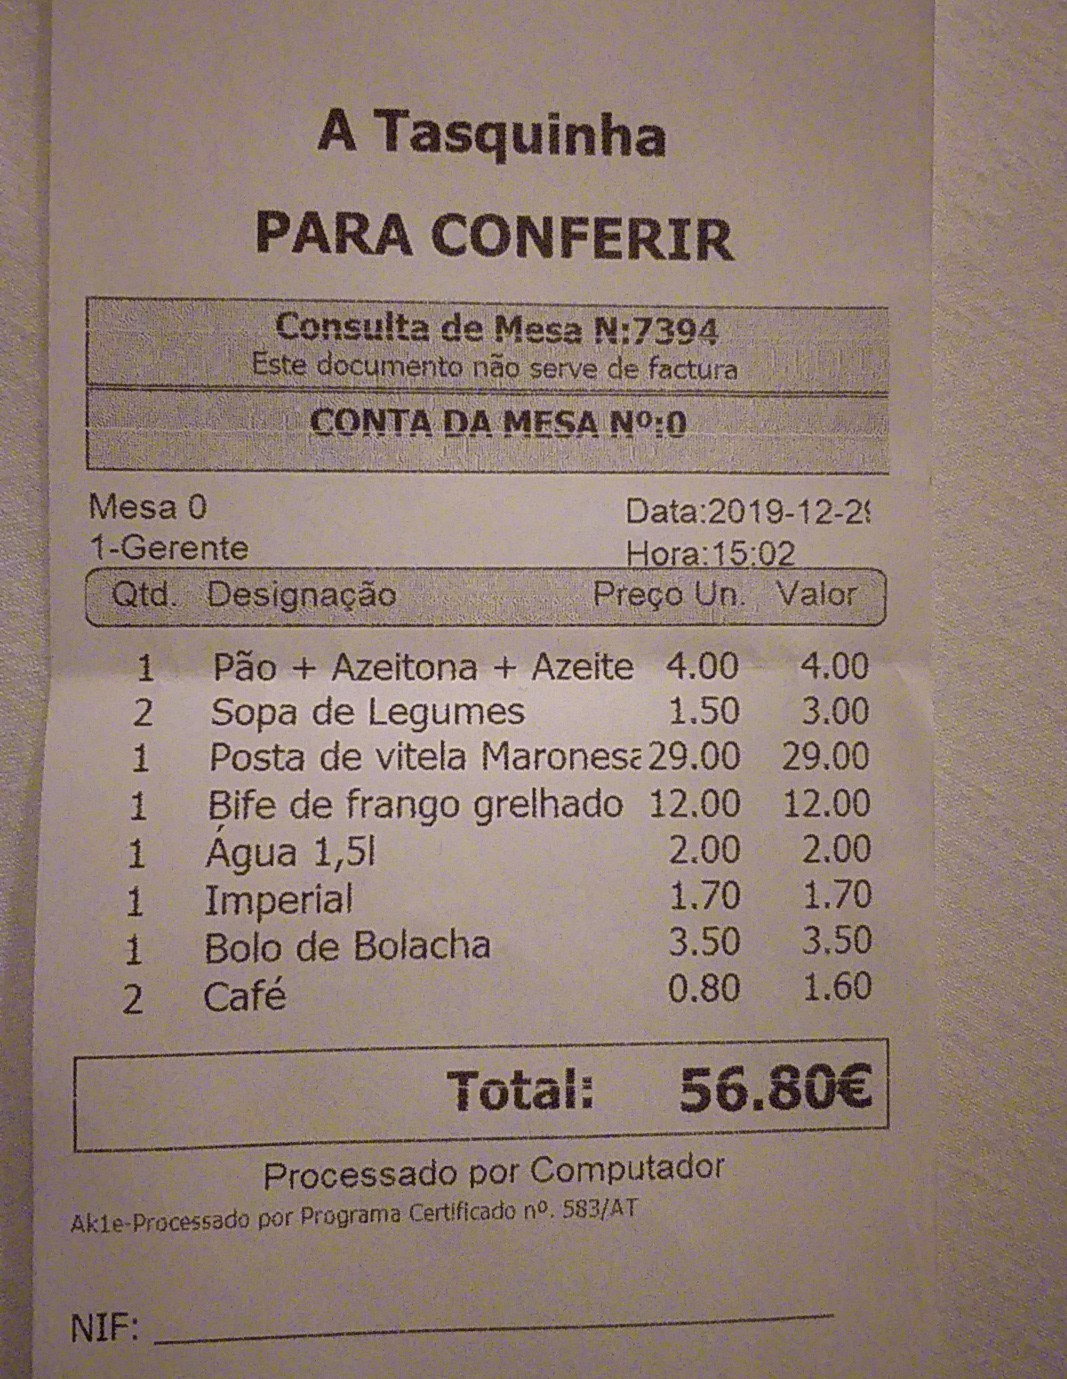 A Tasquinha
PARA CONFERIR
Consulta de Mesa N:7394
Este documento não serve de factura
CONTA DA MESA Nº:0
Mesa 0 Data:2019-12-2
1-Gerente Hora:15:02
Qtd. Designação Preço Un. Valor
1 Pão + Azeitona + Azeite 4.00 4.00
2 Sopa de Legumes 1.50 3.00
1 Posta de vitela Maronesa 29.00 29.00
1 Bife de frango grelhado 12.00 12.00
1 Água 1,5l 2.00 2.00
1 Imperial 1.70 1.70
1 Bolo de Bolacha 3.50 3.50
2 Café 0.80 1.60
Total: 56.80€
Processado por Computador
Ak1e-Processado por Programa Certificado nº. 583/AT
NIF: